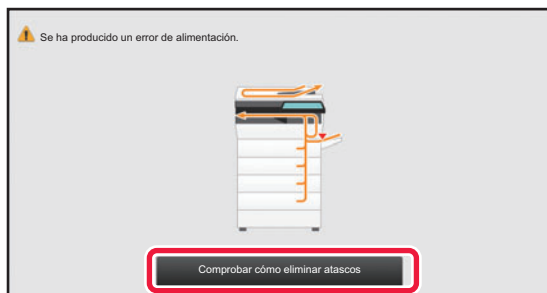 Se ha producido un error de alimentación.
Comprobar cómo eliminar atascos